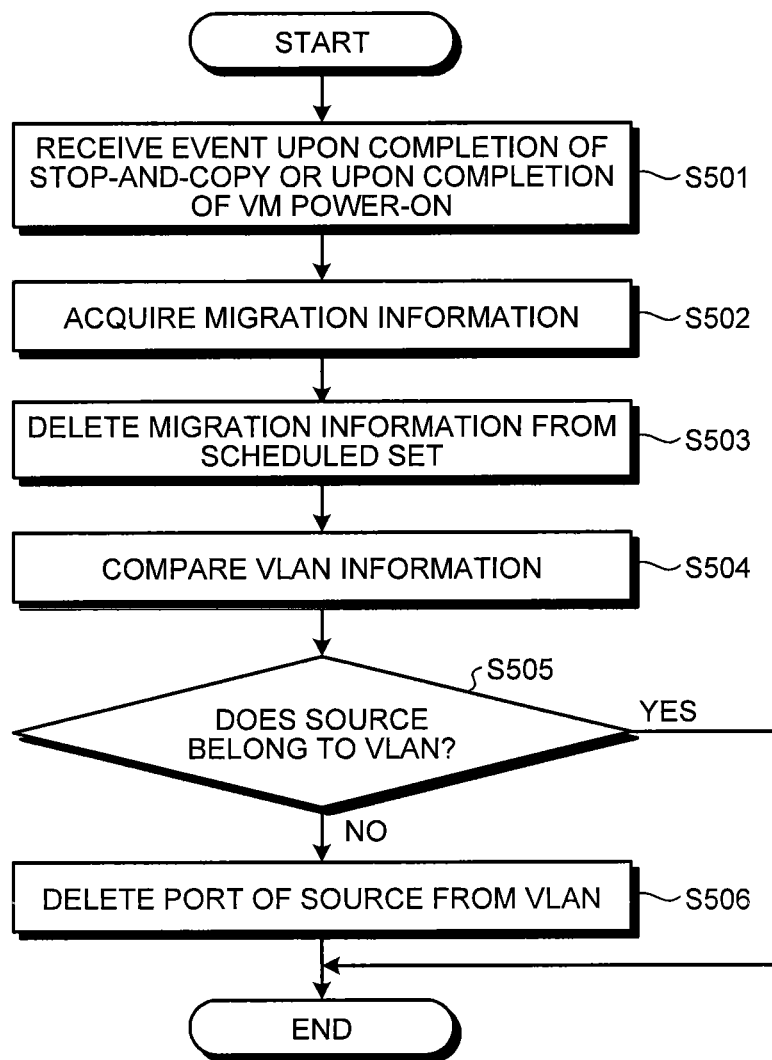 START
RECEIVE EVENT UPON COMPLETION OF
STOP-AND-COPY OR UPON COMPLETION
OF VM POWER-ON
S501
ACQUIRE MIGRATION INFORMATION
S502
DELETE MIGRATION INFORMATION FROM
SCHEDULED SET
S503
COMPARE VLAN INFORMATION
S504
S505
DOES SOURCE
BELONG TO VLAN?
YES
NO
DELETE PORT OF SOURCE FROM VLAN
S506
END